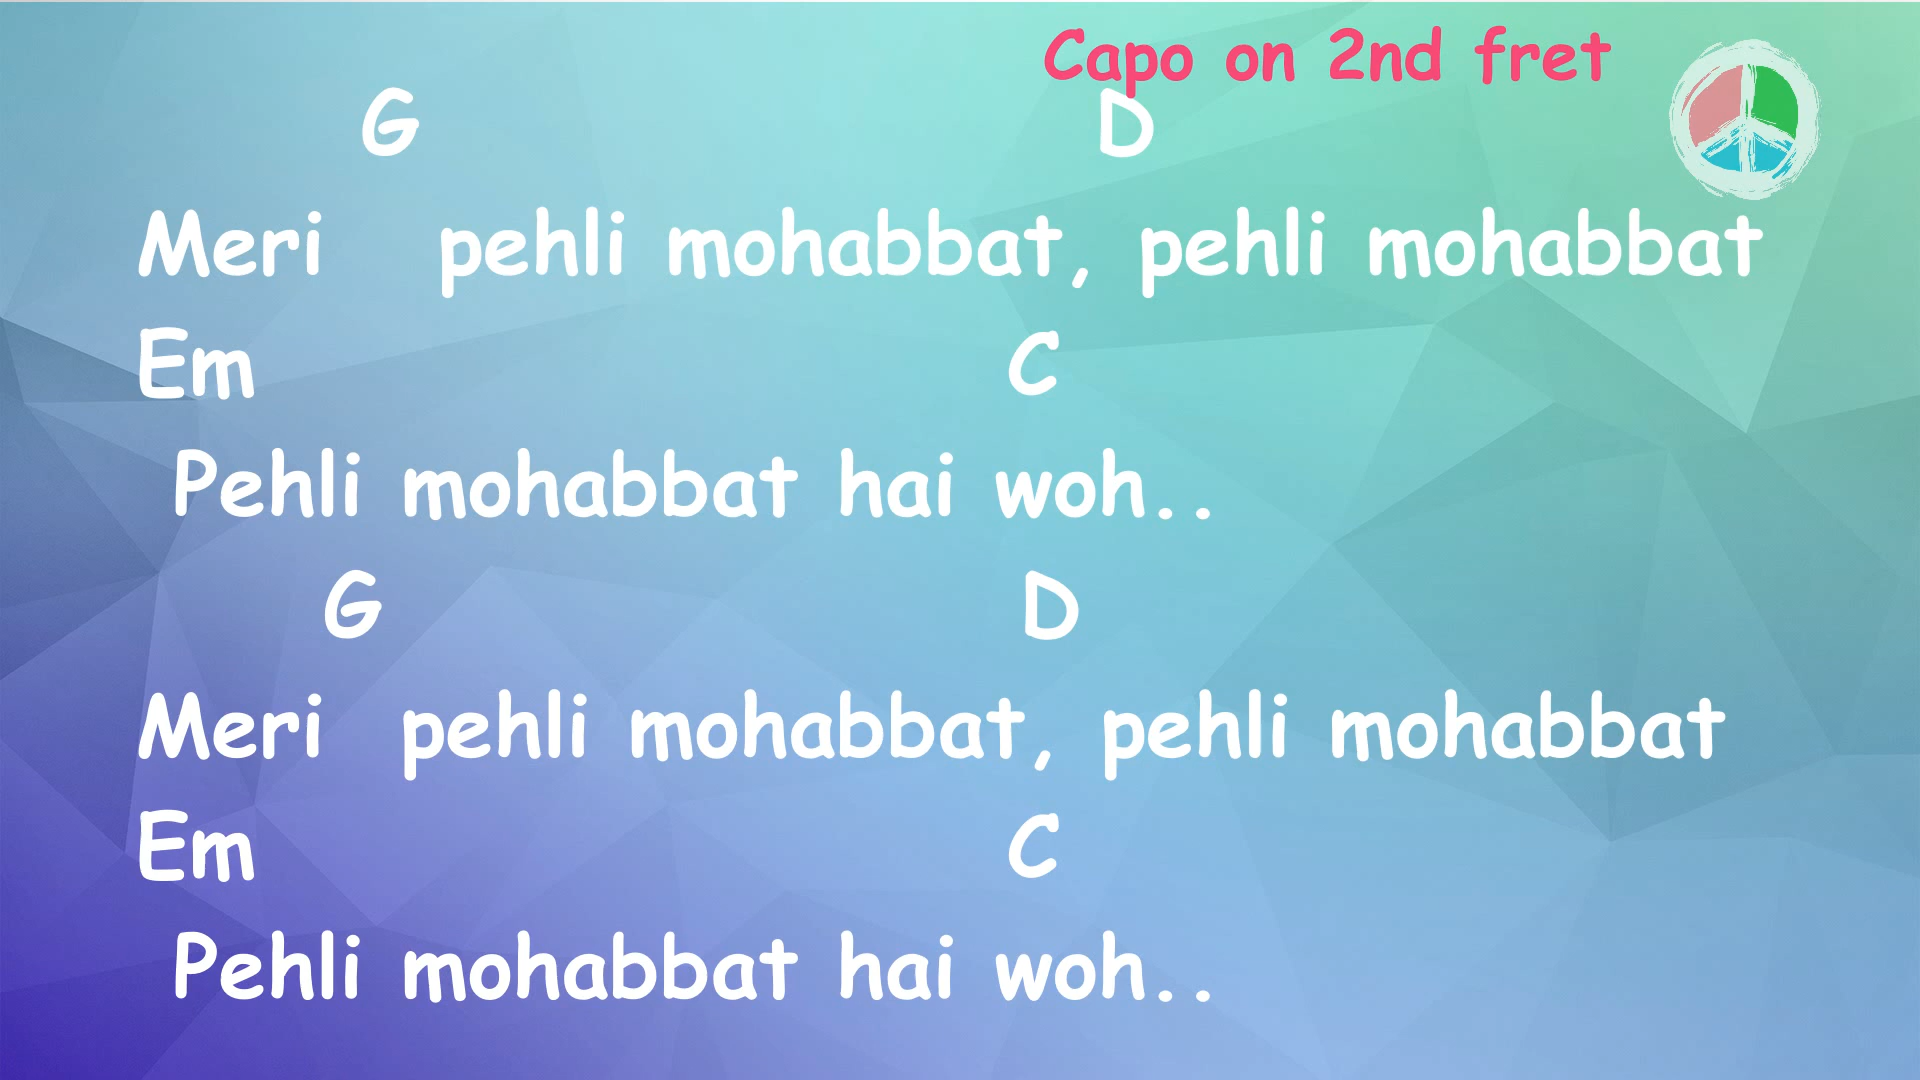 Capo on 2nd fret
G D
Meri pehli mohabbat, pehli mohabbat
Em C
Pehli mohabbat hai woh..
G D
Meri pehli mohabbat, pehli mohabbat
Em C
Pehli mohabbat hai woh..